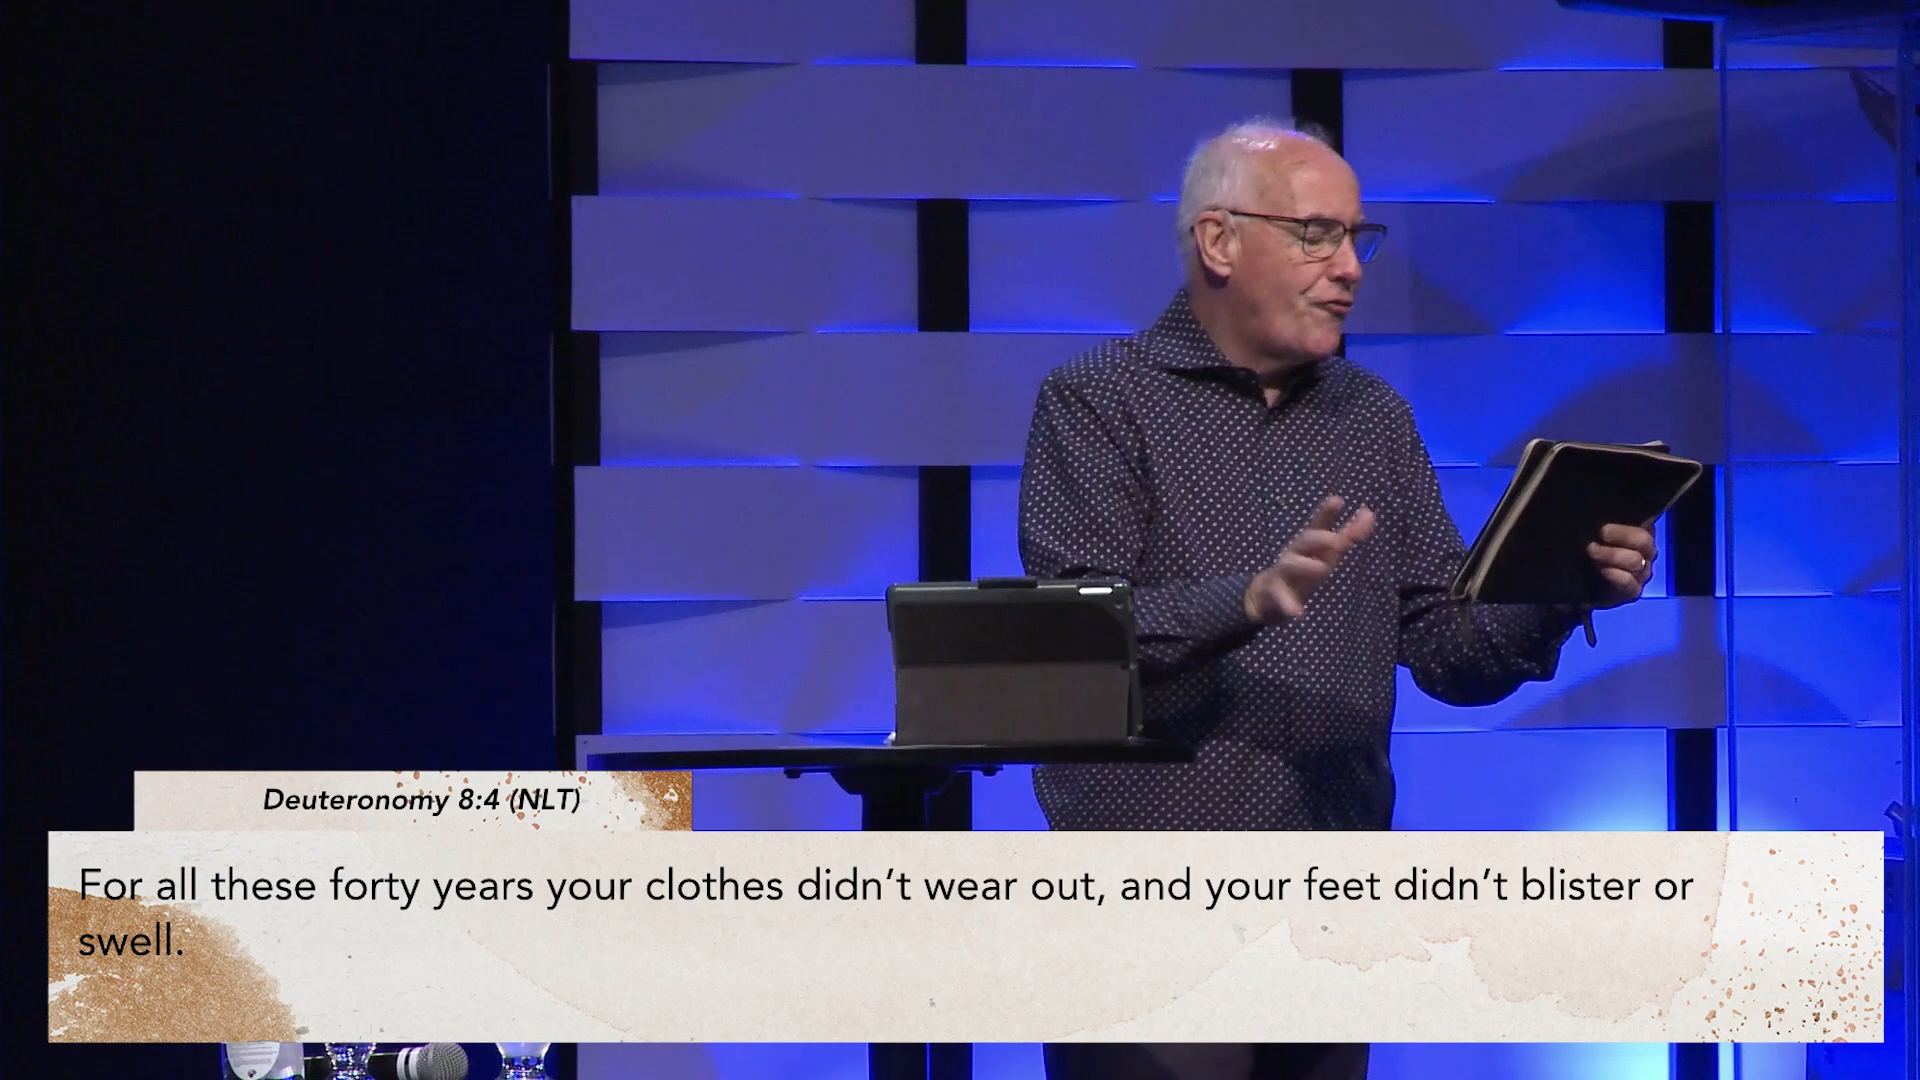 Deuteronomy 8:4 (NLT)
For all these forty years your clothes didn’t wear out, and your feet didn’t blister or
swell.